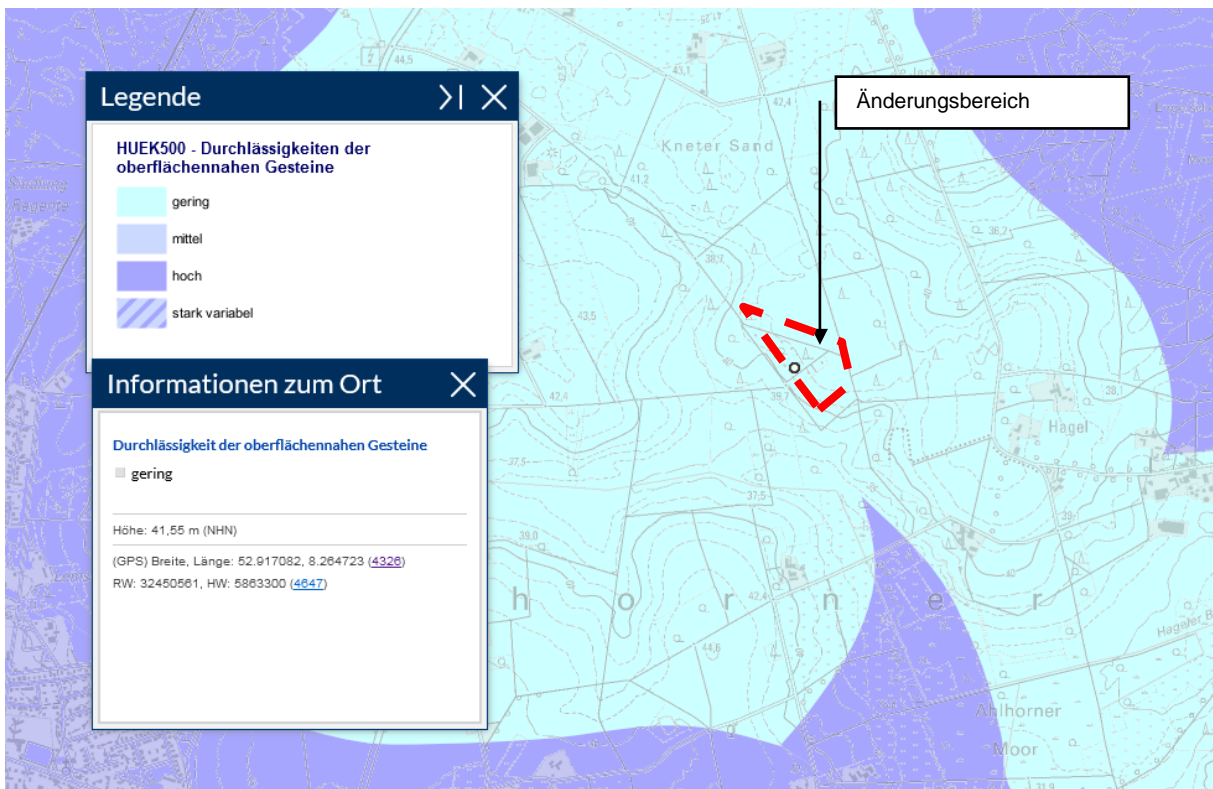 Legende
HUEK500 - Durchlässigkeiten der
oberflächennahen Gesteine
gering
mittel
hoch
stark variabel
Informationen zum Ort
Durchlässigkeit der oberflächennahen Gesteine
gering
Höhe: 41,55 m (NHN)
(GPS) Breite, Länge: 52.917082, 8.264723 (4326)
RW: 32450561, HW: 5863300 (4647)
Änderungsbereich
44,5
43,1
42,4
Kneter Sand
41,2
36,2
38,7
43,5
42,4
39,7
38,
Hagel
37,5
37,5
39,0
39
40
h o r n e r
42,4
44,6
Hageler B
Ahlhorner
Moor
31,9